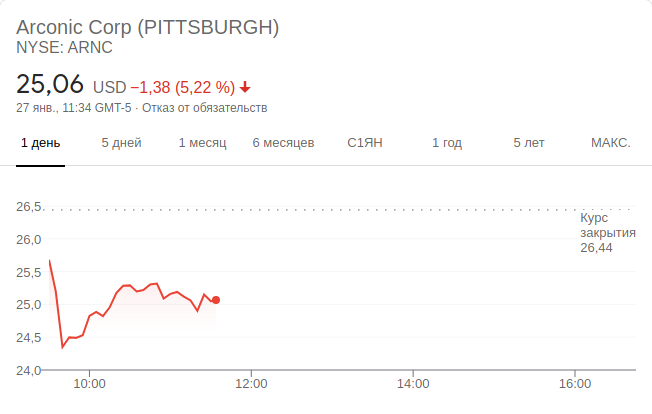 Arconic Corp (PITTSBURGH)
NYSE: ARNC
25,06 USD −1,38 (5,22 %)
27 янв., 11:34 GMT-5 · Отказ от обязательств
1 день 5 дней 1 месяц 6 месяцев С1ЯН 1 год 5 лет МАКС.
26,5
Курс
закрытия
26,44
26,0
25,5
25,0
24,5
24,0
10:00 12:00 14:00 16:00